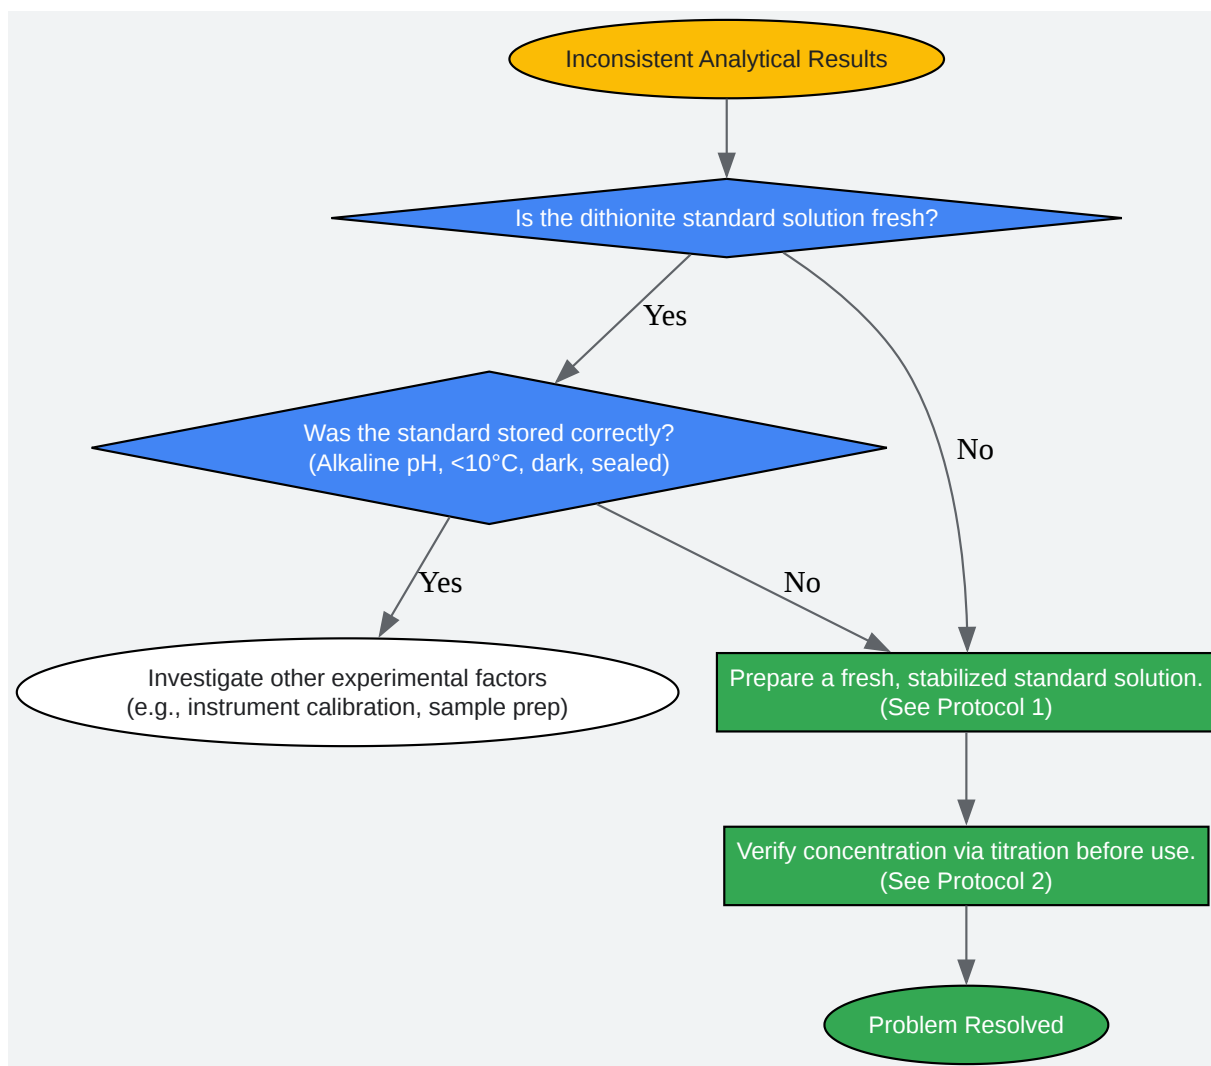 Inconsistent Analytical Results
Is the dithionite standard solution fresh?
Yes
No
Was the standard stored correctly?
(Alkaline pH, <10°C, dark, sealed)
Yes
No
Investigate other experimental factors
(e.g., instrument calibration, sample prep)
Prepare a fresh, stabilized standard solution.
(See Protocol 1)
Verify concentration via titration before use.
(See Protocol 2)
Problem Resolved